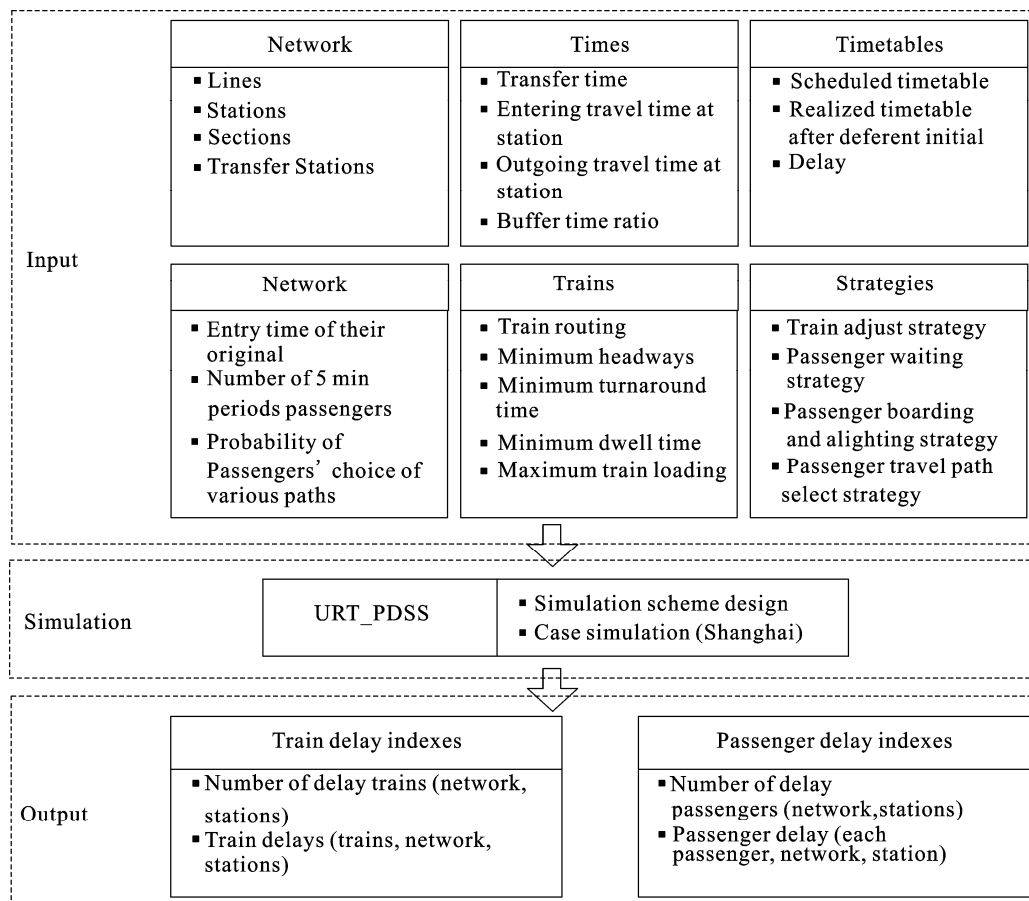 Input
Network
▪ Lines
▪ Stations
▪ Sections
▪ Transfer Stations
Times
▪ Transfer time
▪ Entering travel time at
station
▪ Outgoing travel time at
station
▪ Buffer time ratio
Timetables
▪ Scheduled timetable
▪ Realized timetable
after deferent initial
▪ Delay
Network
▪ Entry time of their
original
▪ Number of 5 min
periods passengers
▪ Probability of
Passengers’ choice of
various paths
Trains
▪ Train routing
▪ Minimum headways
▪ Minimum turnaround
time
▪ Minimum dwell time
▪ Maximum train loading
Strategies
▪ Train adjust strategy
▪ Passenger waiting
strategy
▪ Passenger boarding
and alighting strategy
▪ Passenger travel path
select strategy
Simulation
URT_PDSS
▪ Simulation scheme design
▪ Case simulation (Shanghai)
Output
Train delay indexes
▪ Number of delay trains (network,
stations)
▪ Train delays (trains, network,
stations)
Passenger delay indexes
▪ Number of delay
passengers (network,stations)
▪ Passenger delay (each
passenger, network, station)